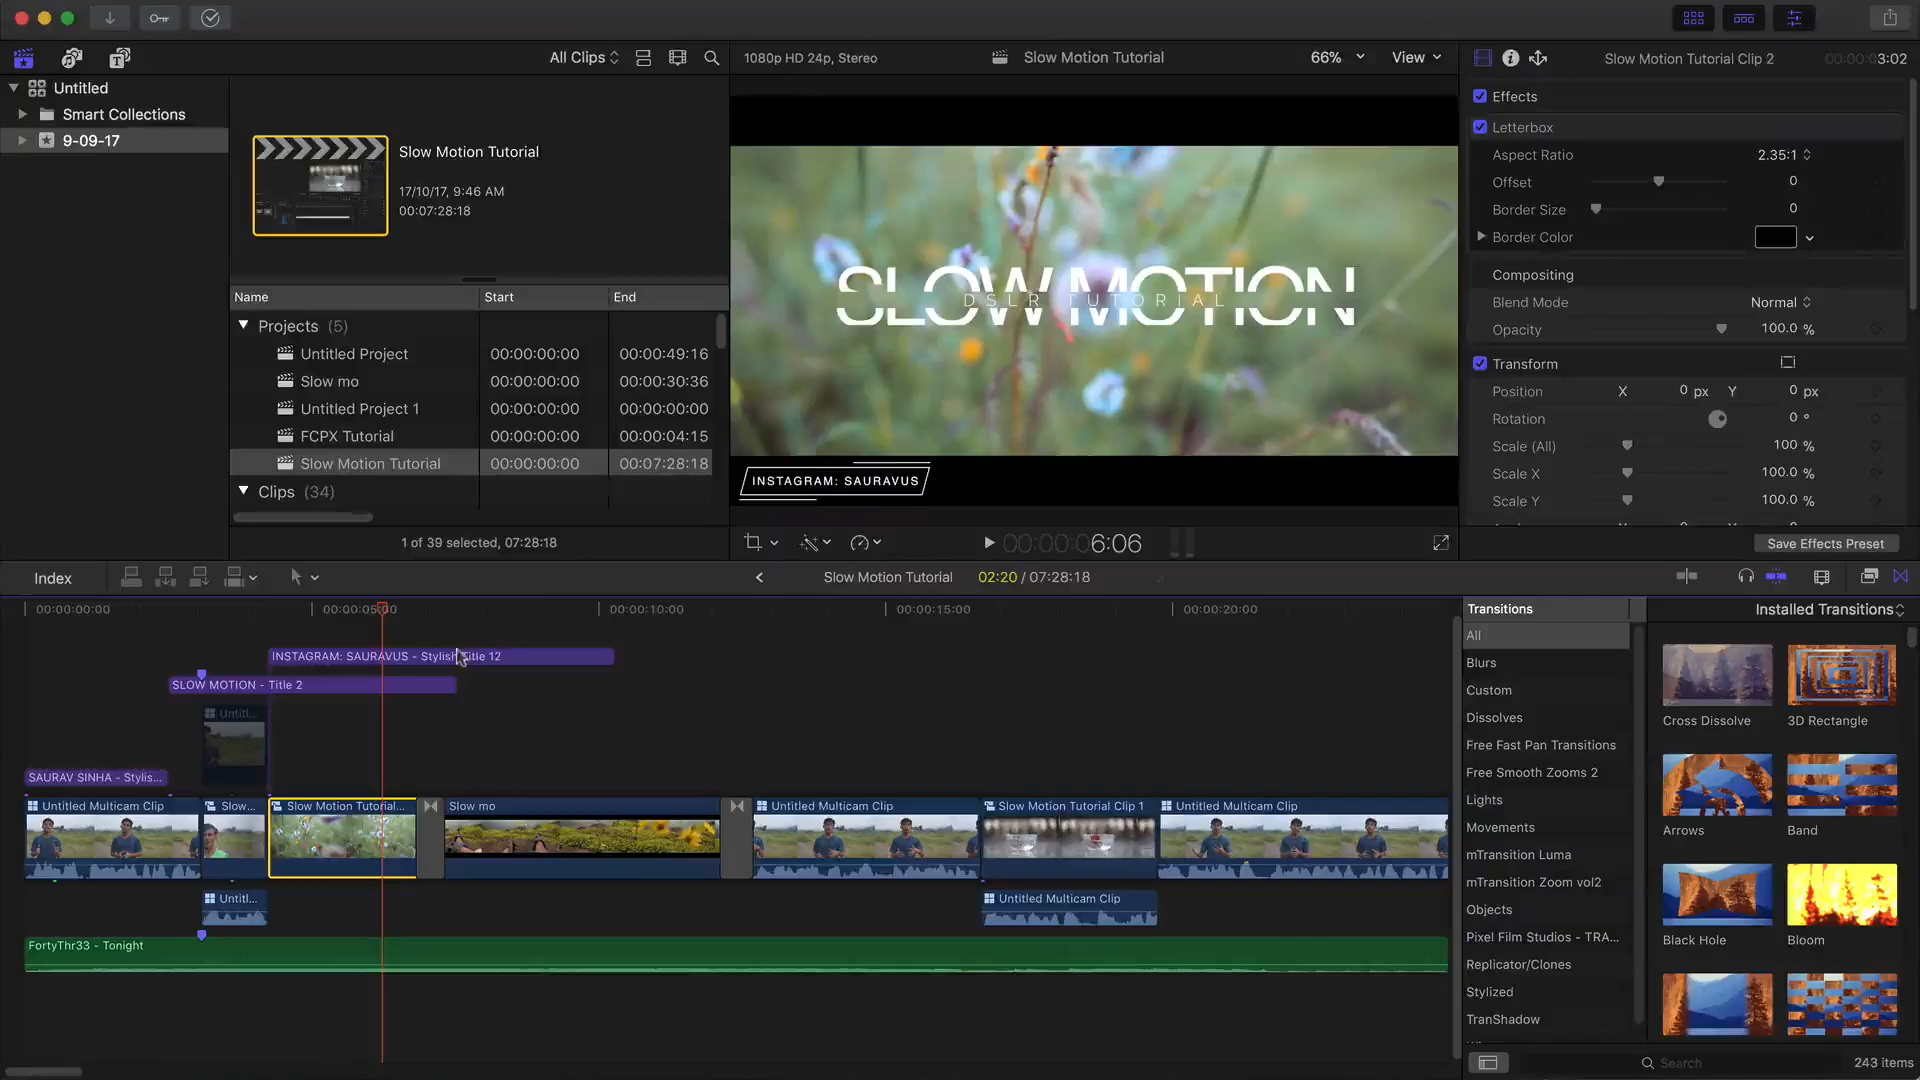 All Clips
1080p HD 24p, Stereo
Slow Motion Tutorial
66%
View
Slow Motion Tutorial Clip 2
00:00:03:02
Untitled
Smart Collections
9-09-17
Slow Motion Tutorial
17/10/17, 9:46 AM
00:07:28:18
Name Start End
Projects (5)
Untitled Project 00:00:00:00 00:00:49:16
Slow mo 00:00:00:00 00:00:30:36
Untitled Project 1 00:00:00:00 00:00:00:00
FCPX Tutorial 00:00:00:00 00:00:04:15
Slow Motion Tutorial 00:00:00:00 00:07:28:18
Clips (34)
1 of 39 selected, 07:28:18
SLOW MOTION
DSLR TUTORIAL
INSTAGRAM: SAURAVUS
00:00:06:06
Effects
Letterbox
Aspect Ratio 2.35:1
Offset 0
Border Size 0
Border Color
Compositing
Blend Mode Normal
Opacity 100.0 %
Transform
Position X 0 px Y 0 px
Rotation 0 °
Scale (All) 100 %
Scale X 100.0 %
Scale Y 100.0 %
Save Effects Preset
Index
Slow Motion Tutorial
02:20 / 07:28:18
00:00:00:00 00:00:05:00 00:00:10:00 00:00:15:00 00:00:20:00
INSTAGRAM: SAURAVUS - Stylish Title 12
SLOW MOTION - Title 2
Untitl...
SAURAV SINHA - Stylis...
Untitled Multicam Clip
Slow...
Slow Motion Tutorial...
Slow mo
Untitled Multicam Clip
Slow Motion Tutorial Clip 1
Untitled Multicam Clip
Untitl...
Untitled Multicam Clip
FortyThr33 - Tonight
Transitions
Installed Transitions
All
Blurs
Custom
Dissolves
Free Fast Pan Transitions
Free Smooth Zooms 2
Lights
Movements
mTransition Luma
mTransition Zoom vol2
Objects
Pixel Film Studios - TRA...
Replicator/Clones
Stylized
TranShadow
Cross Dissolve
3D Rectangle
Arrows
Band
Black Hole
Bloom
Search
243 items